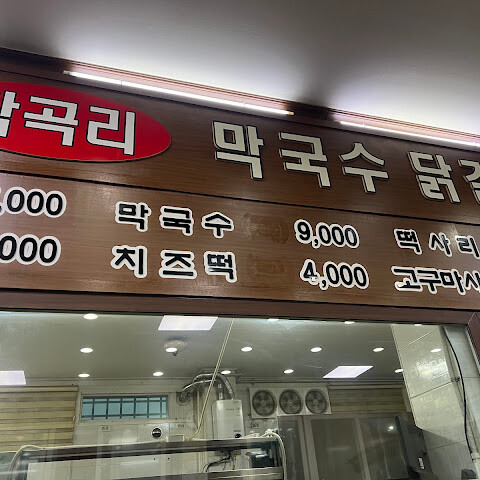 곡리 막국수
,000 막국수 9,000 떡사리
,000 치즈떡 4,000 고구마사